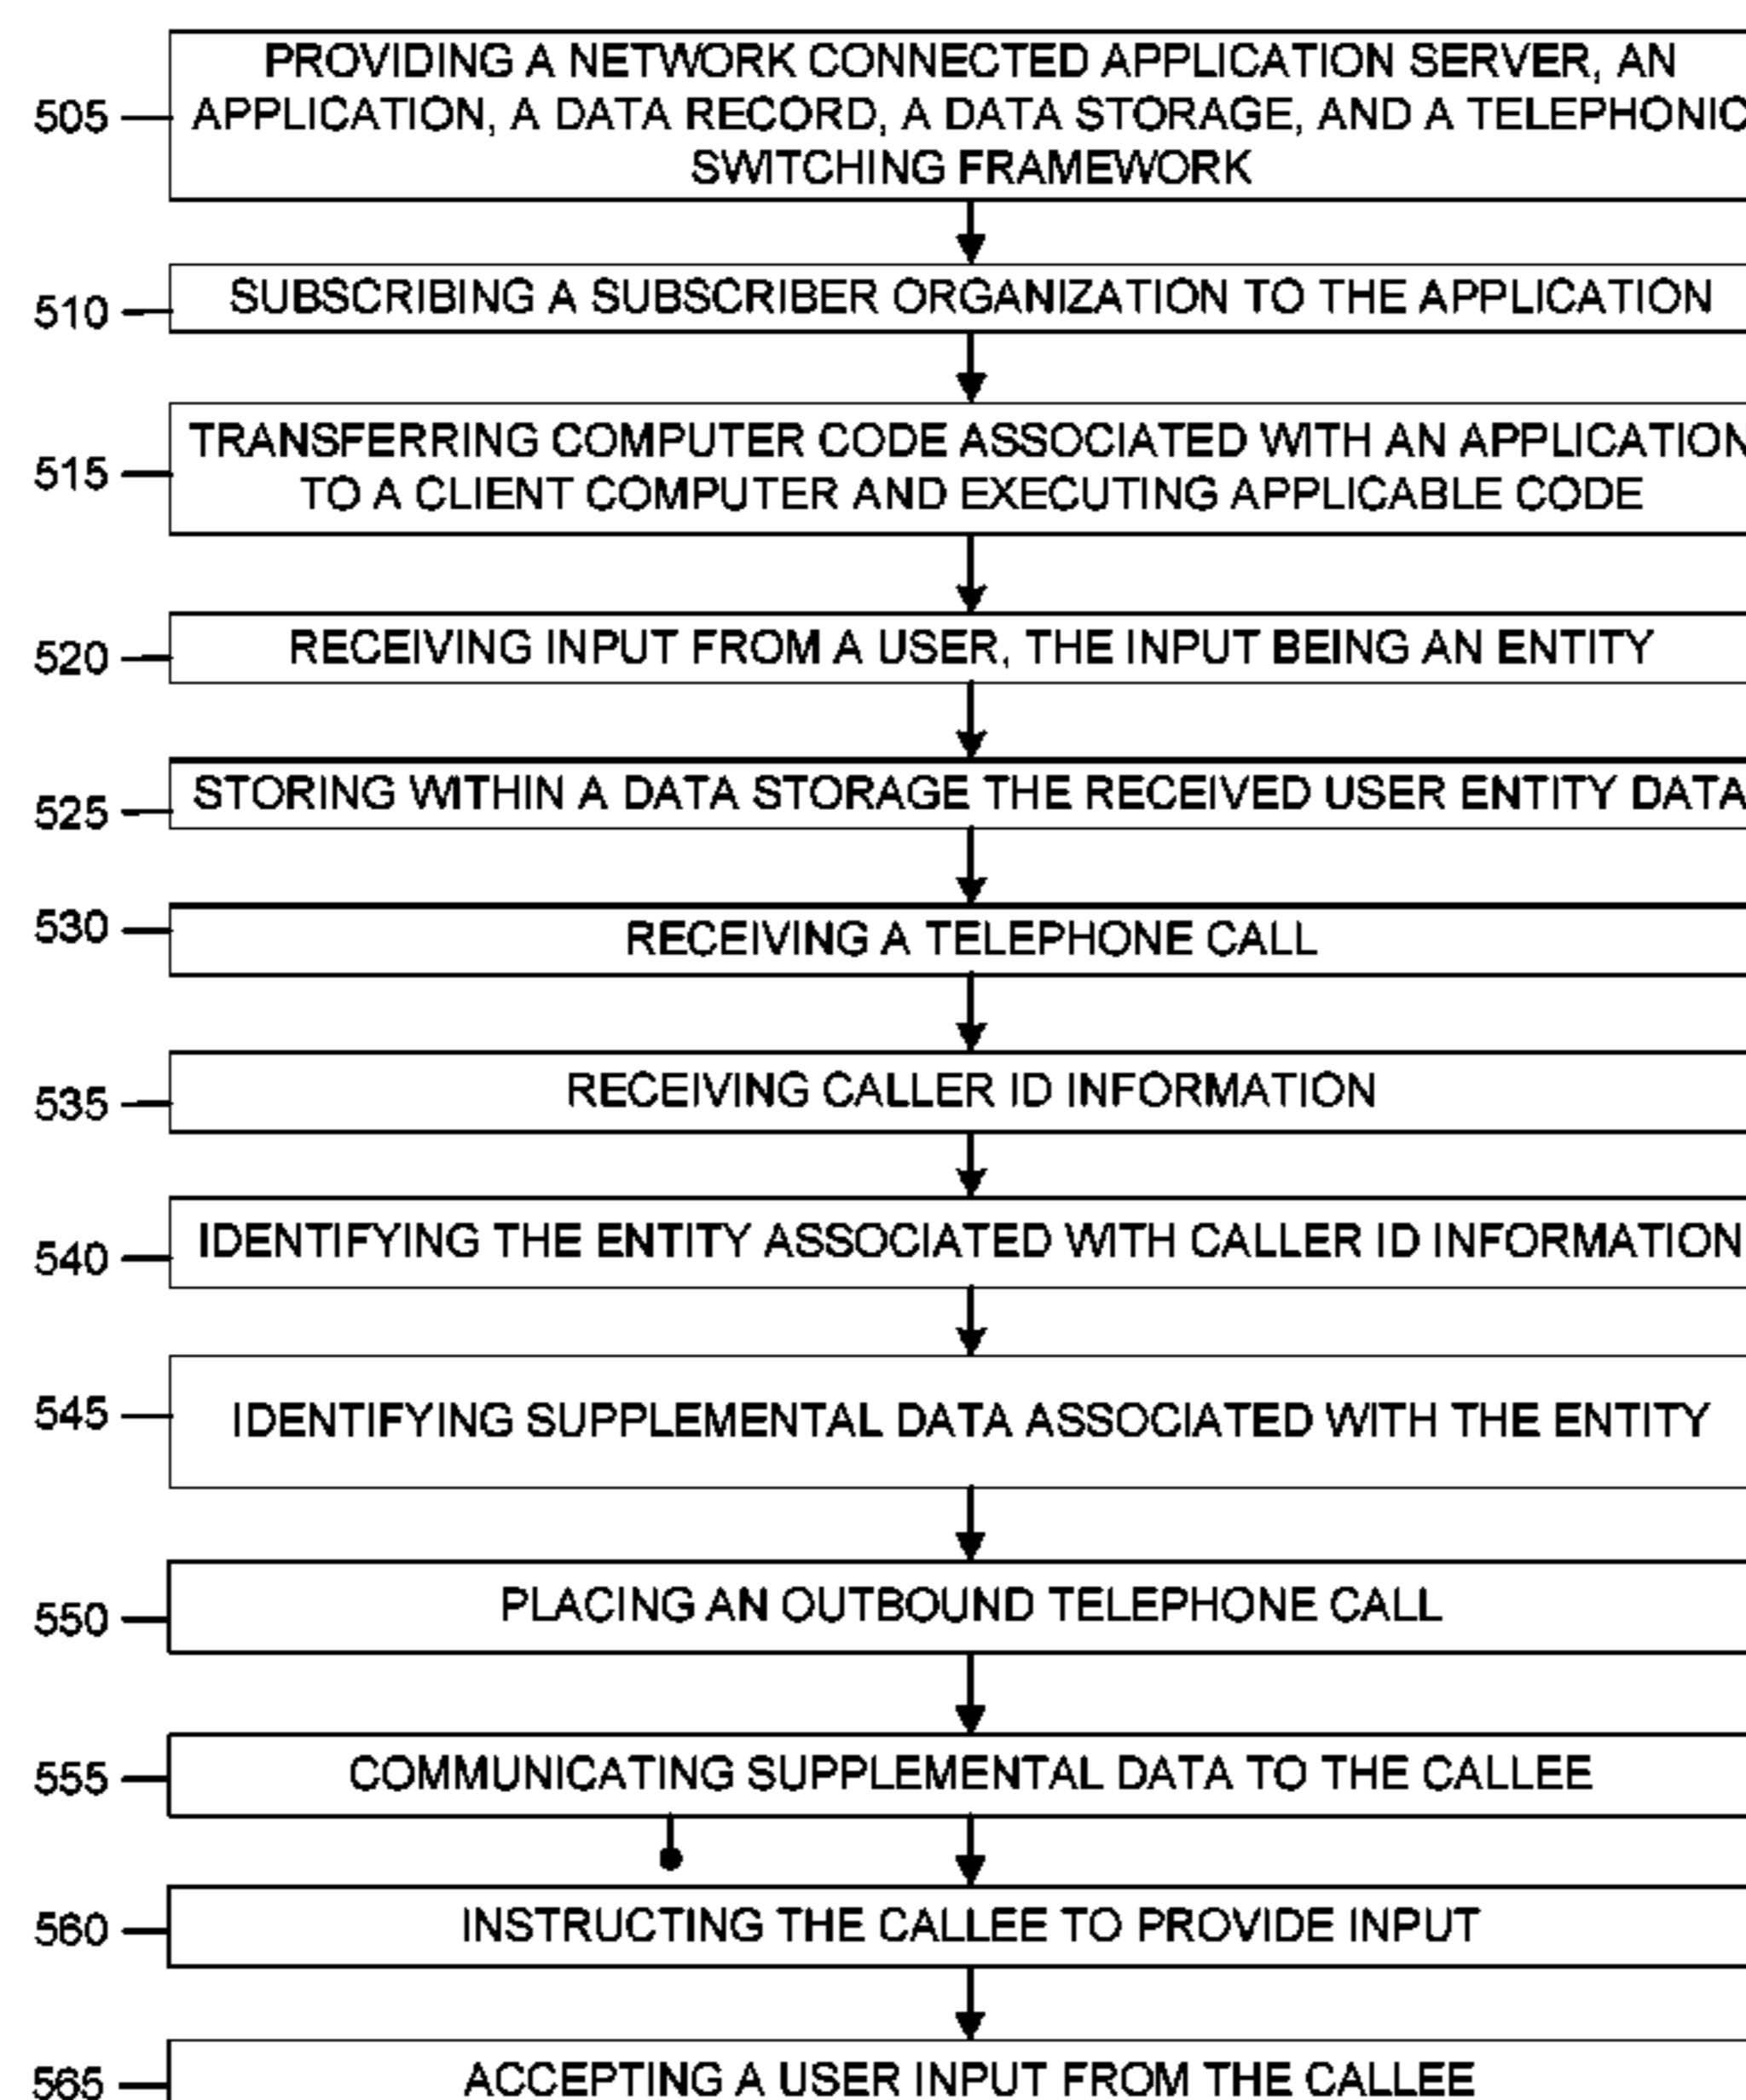 PROVIDING A NETWORK CONNECTED APPLICATION SERVER, AN
505 APPLICATION, A DATA RECORD, A DATA STORAGE, AND A TELEPHONIC
SWITCHING FRAMEWORK
510 SUBSCRIBING A SUBSCRIBER ORGANIZATION TO THE APPLICATION
TRANSFERRING COMPUTER CODE ASSOCIATED WITH AN APPLICATION
515 TO A CLIENT COMPUTER AND EXECUTING APPLICABLE CODE
520 RECEIVING INPUT FROM A USER, THE INPUT BEING AN ENTITY
525 STORING WITHIN A DATA STORAGE THE RECEIVED USER ENTITY DATA
530 RECEIVING A TELEPHONE CALL
535 RECEIVING CALLER ID INFORMATION
540 IDENTIFYING THE ENTITY ASSOCIATED WITH CALLER ID INFORMATION
545 IDENTIFYING SUPPLEMENTAL DATA ASSOCIATED WITH THE ENTITY
550 PLACING AN OUTBOUND TELEPHONE CALL
555 COMMUNICATING SUPPLEMENTAL DATA TO THE CALLEE
560 INSTRUCTING THE CALLEE TO PROVIDE INPUT
565 ACCEPTING A USER INPUT FROM THE CALLEE